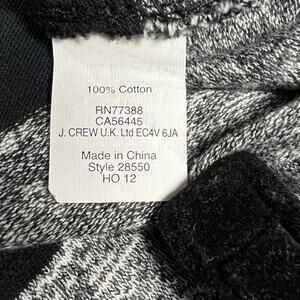 100% Cotton
RN77388
CA56445
J. CREW U.K. Ltd EC4V 6JA
Made in China
Style 28550
HO 12